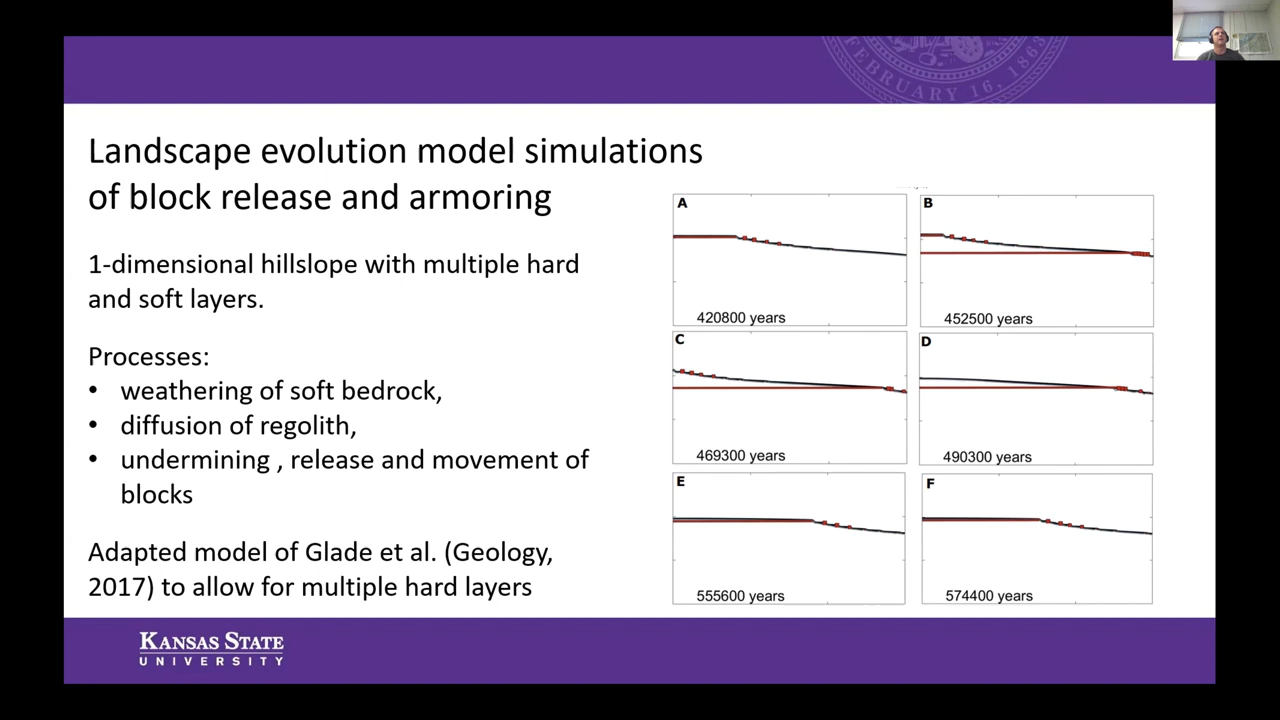 FEBRUARY 16, 1863
Landscape evolution model simulations
of block release and armoring
1-dimensional hillslope with multiple hard
and soft layers.
Processes:
• weathering of soft bedrock,
• diffusion of regolith,
• undermining , release and movement of
blocks
Adapted model of Glade et al. (Geology,
2017) to allow for multiple hard layers
A
420800 years
B
452500 years
C
469300 years
D
490300 years
E
555600 years
F
574400 years
KANSAS STATE
UNIVERSITY